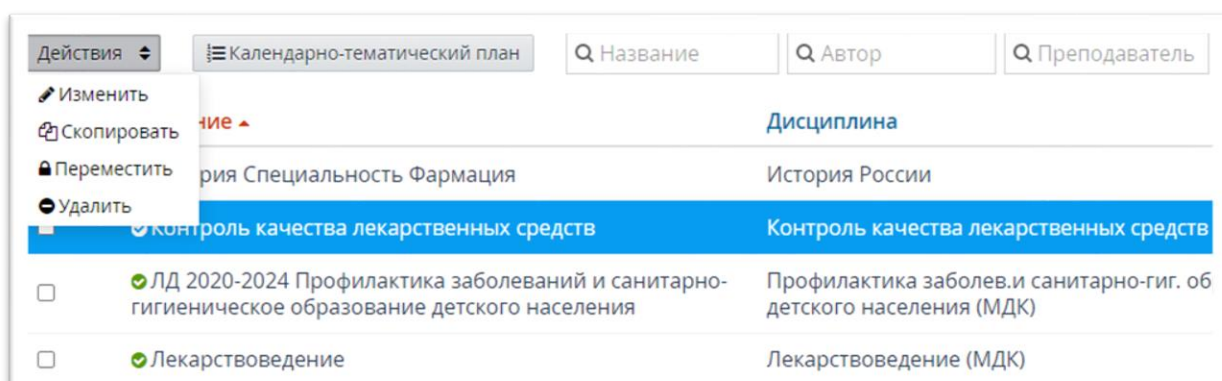 Действия
Календарно-тематический план
Название
Автор
Преподаватель
Изменить
Скопировать
Переместить
Удалить
ние
Дисциплина
рия Специальность Фармация
История России
Контроль качества лекарственных средств
Контроль качества лекарственных средств
ЛД 2020-2024 Профилактика заболеваний и санитарно-
гигиеническое образование детского населения
Профилактика заболев.и санитарно-гиг. об
детского населения (МДК)
Лекарствоведение
Лекарствоведение (МДК)